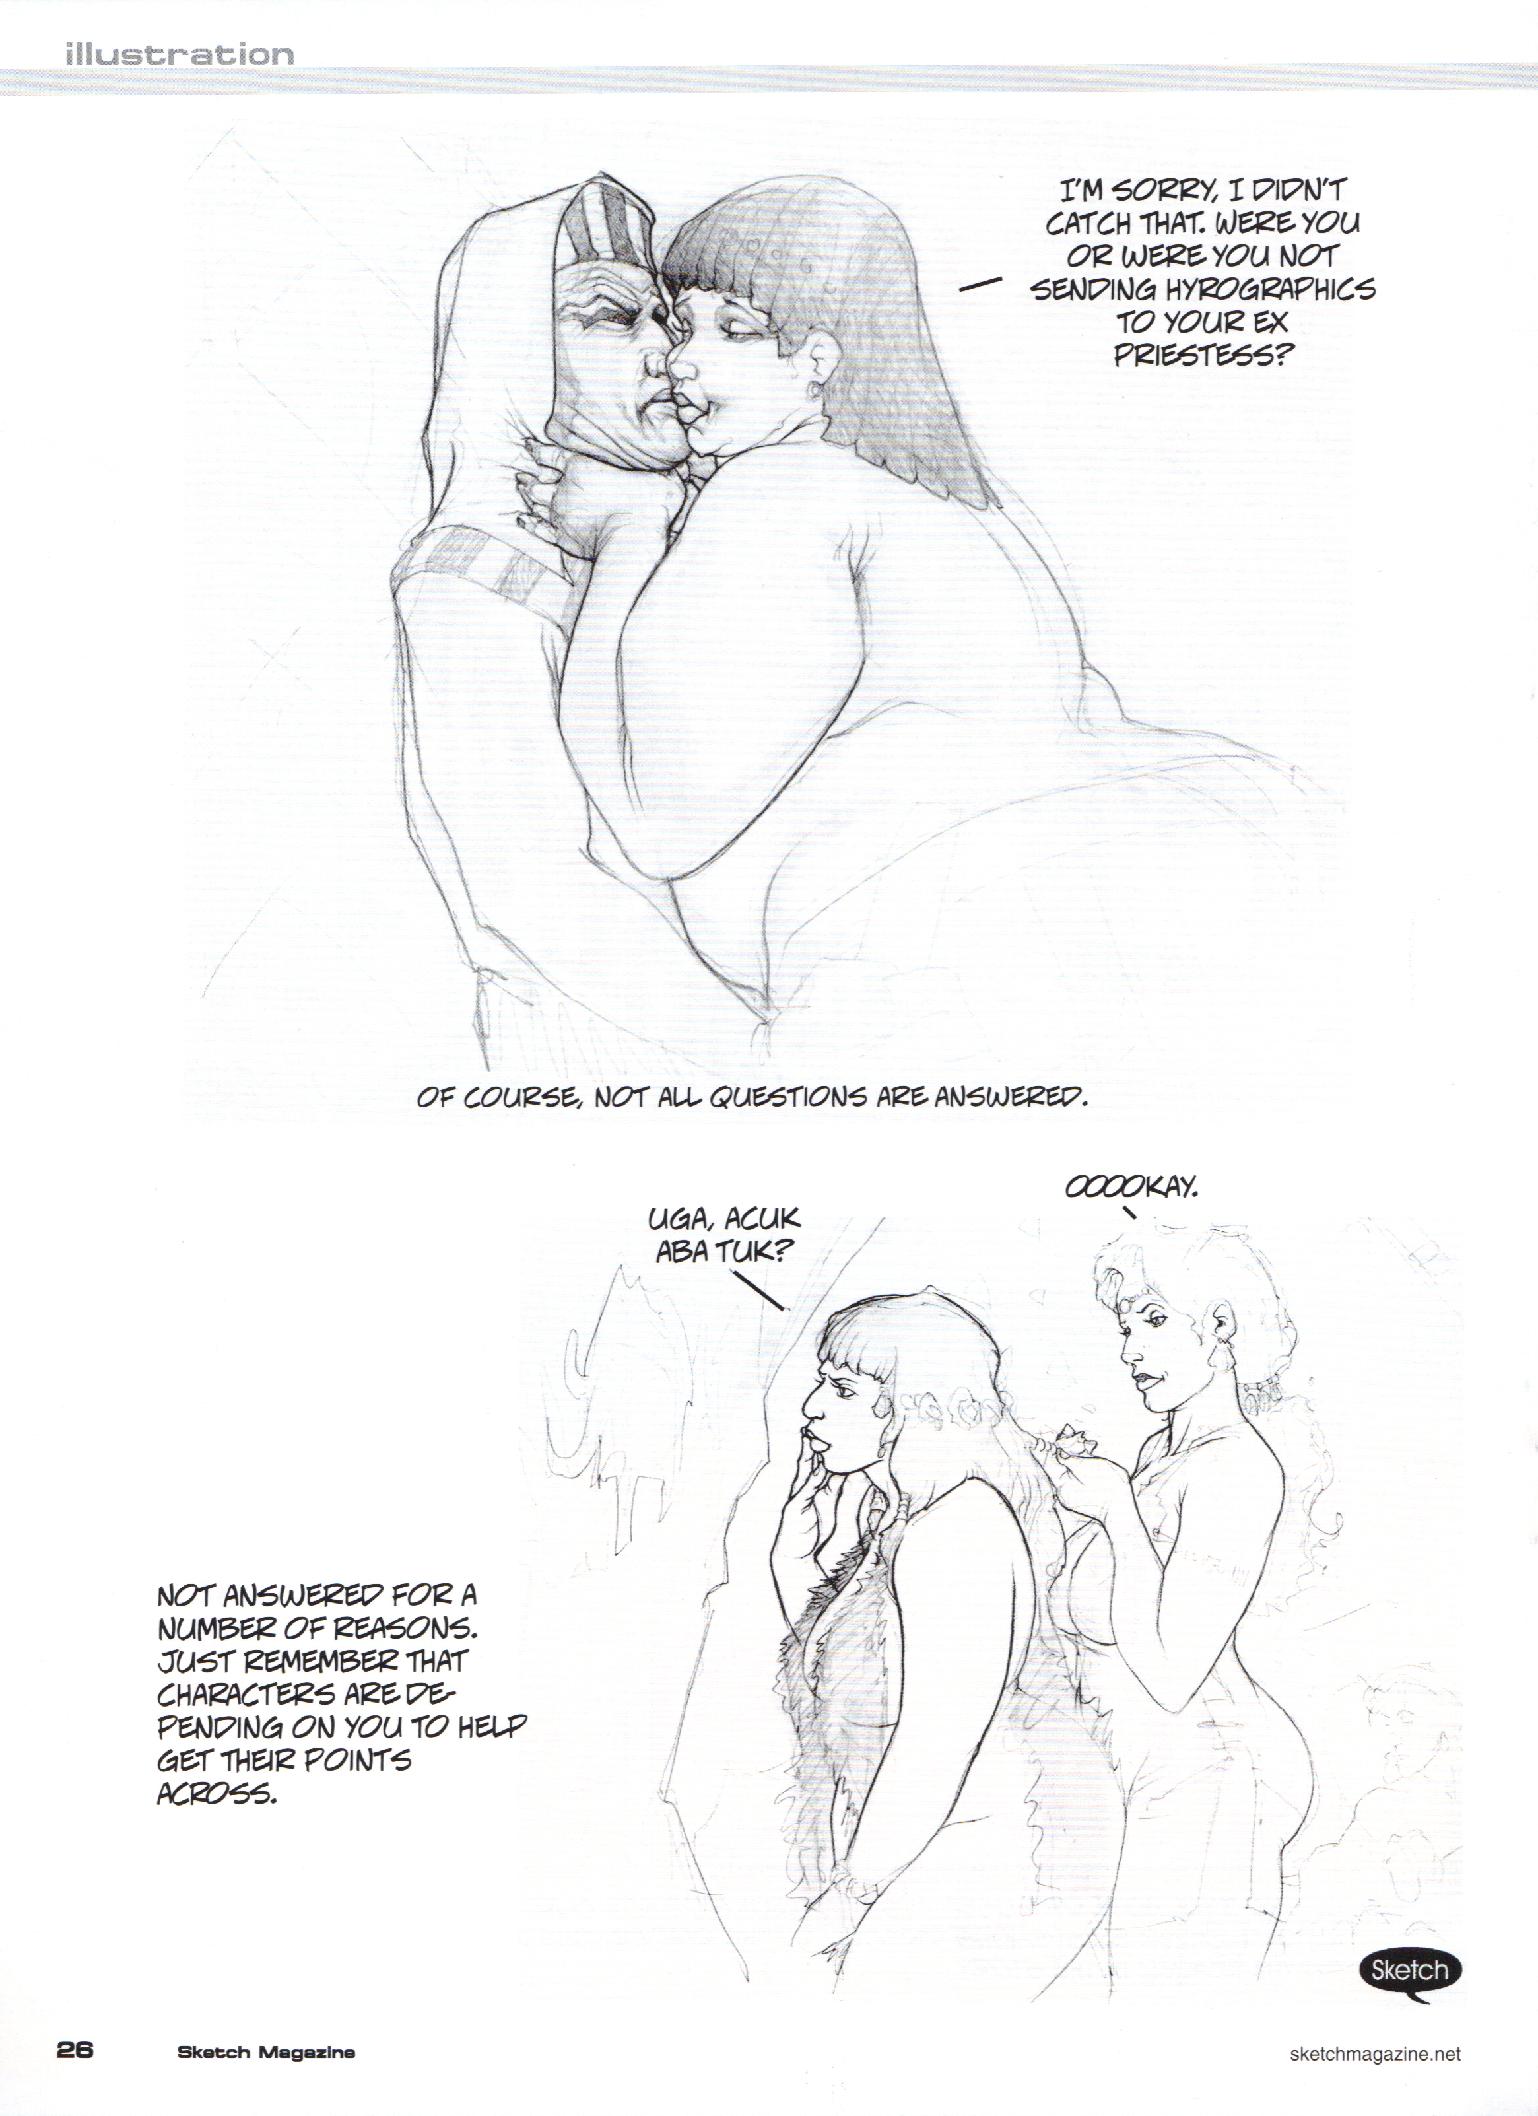 illustration
I'M SORRY, I DIDN'T
CATCH THAT. WERE YOU
OR WERE YOU NOT
SENDING HYROGRAPHICS
TO YOUR EX
PRIESTESS?
OF COURSE, NOT ALL QUESTIONS ARE ANSWERED.
OOOOKAY.
UGA, ACUK
ABA TUK?
NOT ANSWERED FOR A
NUMBER OF REASONS.
JUST REMEMBER THAT
CHARACTERS ARE DE-
PENDING ON YOU TO HELP
GET THEIR POINTS
ACROSS.
Sketch
26 Sketch Magazine sketchmagazine.net